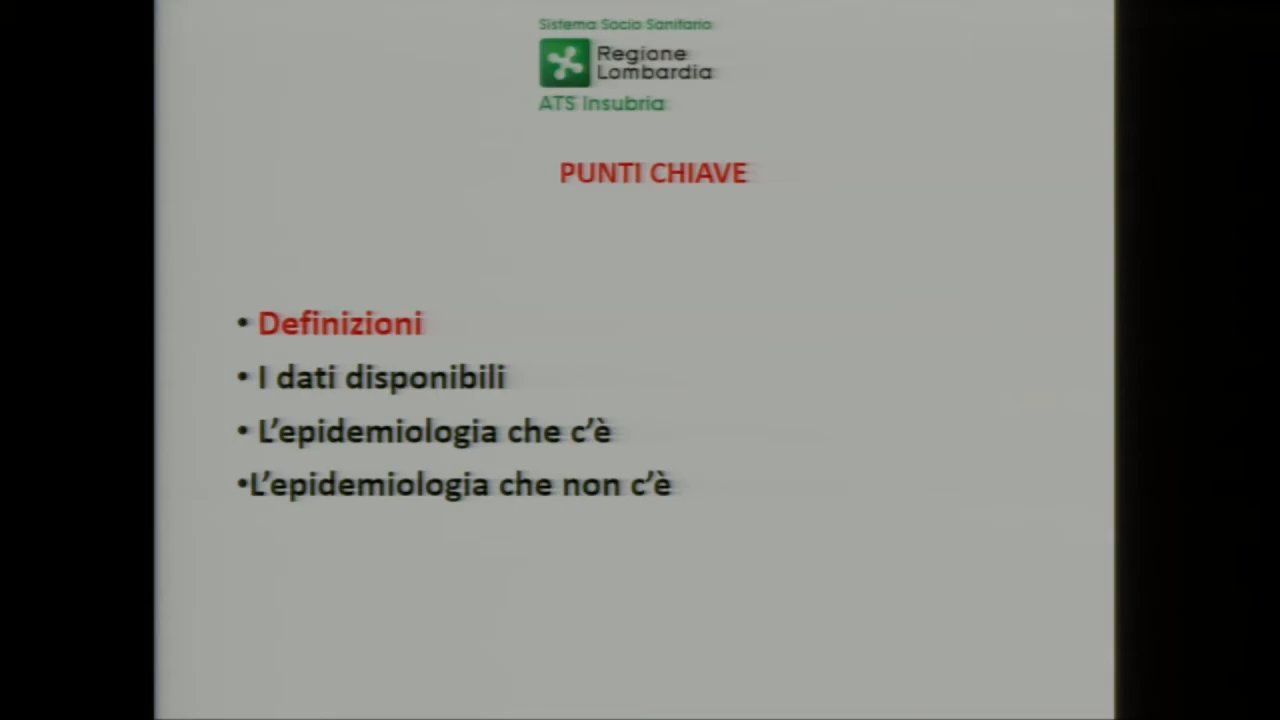 Sistema Socio Sanitario
Regione
Lombardia
ATS Insubria
PUNTI CHIAVE
• Definizioni
• I dati disponibili
• L’epidemiologia che c’è
•L’epidemiologia che non c’è